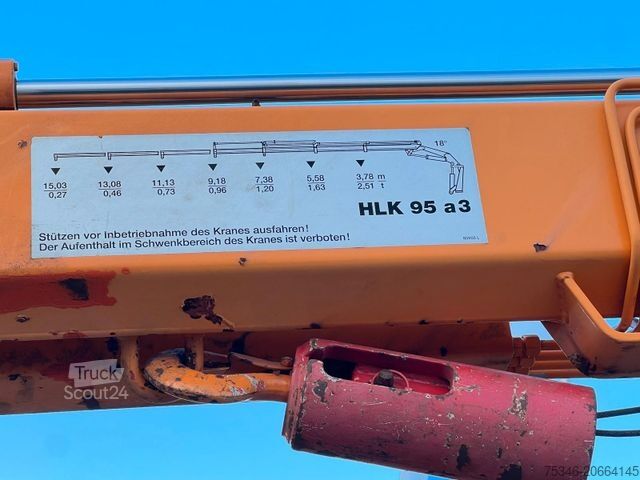 18°
15,03 13,08 11,13 9,18 7,38 5,58 3,78 m
0,27 0,46 0,73 0,96 1,20 1,63 2,51 t
HLK 95 a3
Stützen vor Inbetriebnahme des Kranes ausfahren!
Der Aufenthalt im Schwenkbereich des Kranes ist verboten!
Truck
Scout24
75346-20664145